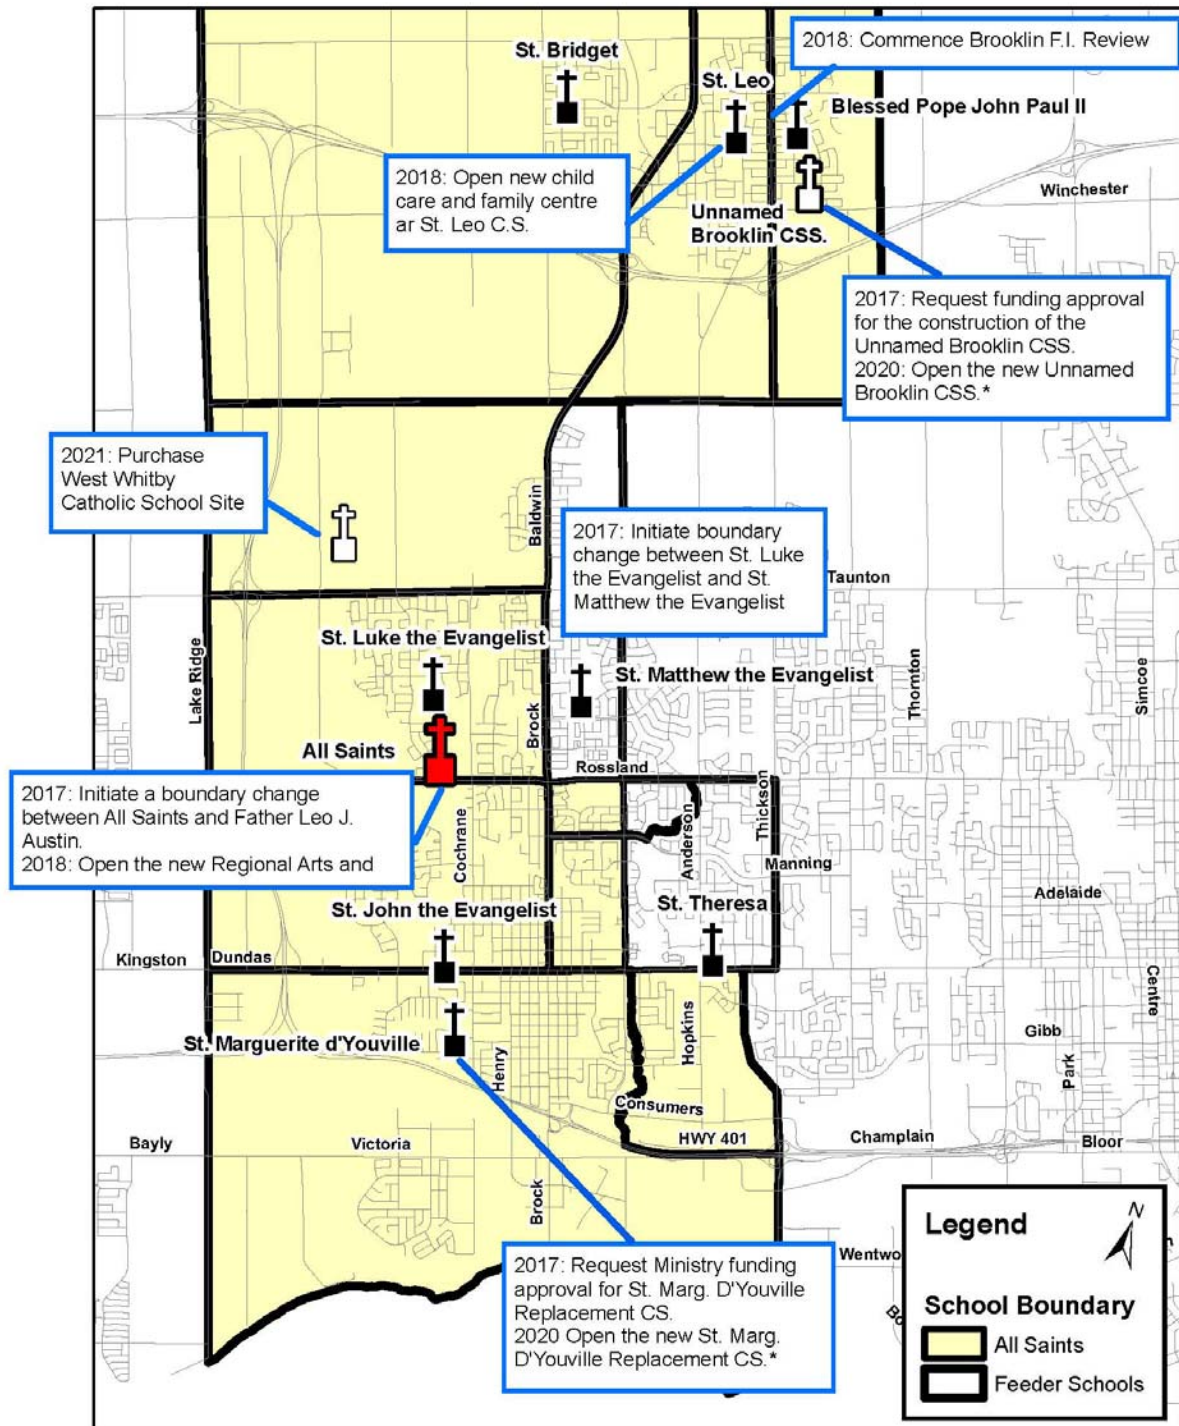 2018: Commence Brooklin F.I. Review
St. Bridget
St. Leo
Blessed Pope John Paul II
2018: Open new child
care and family centre
ar St. Leo C.S.
Winchester
Unnamed
Brooklin CSS.
2017: Request funding approval
for the construction of the
Unnamed Brooklin CSS.
2020: Open the new Unnamed
Brooklin CSS.*
2021: Purchase
West Whitby
Catholic School Site
Baldwin
2017: Initiate boundary
change between St. Luke
the Evangelist and St.
Matthew the Evangelist
Taunton
Lake Ridge
St. Luke the Evangelist
St. Matthew the Evangelist
Thornton
Simcoe
Brock
All Saints
Rossland
2017: Initiate a boundary change
between All Saints and Father Leo J.
Austin.
2018: Open the new Regional Arts and
Cochrane
Anderson
Thickson
Manning
Adelaide
St. John the Evangelist
St. Theresa
Kingston
Dundas
Centre
St. Marguerite d'Youville
Henry
Hopkins
Gibb
Park
Consumers
HWY 401
Bayly
Victoria
Champlain
Bloor
Brock
2017: Request Ministry funding
approval for St. Marg. D'Youville
Replacement CS.
2020 Open the new St. Marg.
D'Youville Replacement CS.*
Legend
N
School Boundary
All Saints
Feeder Schools